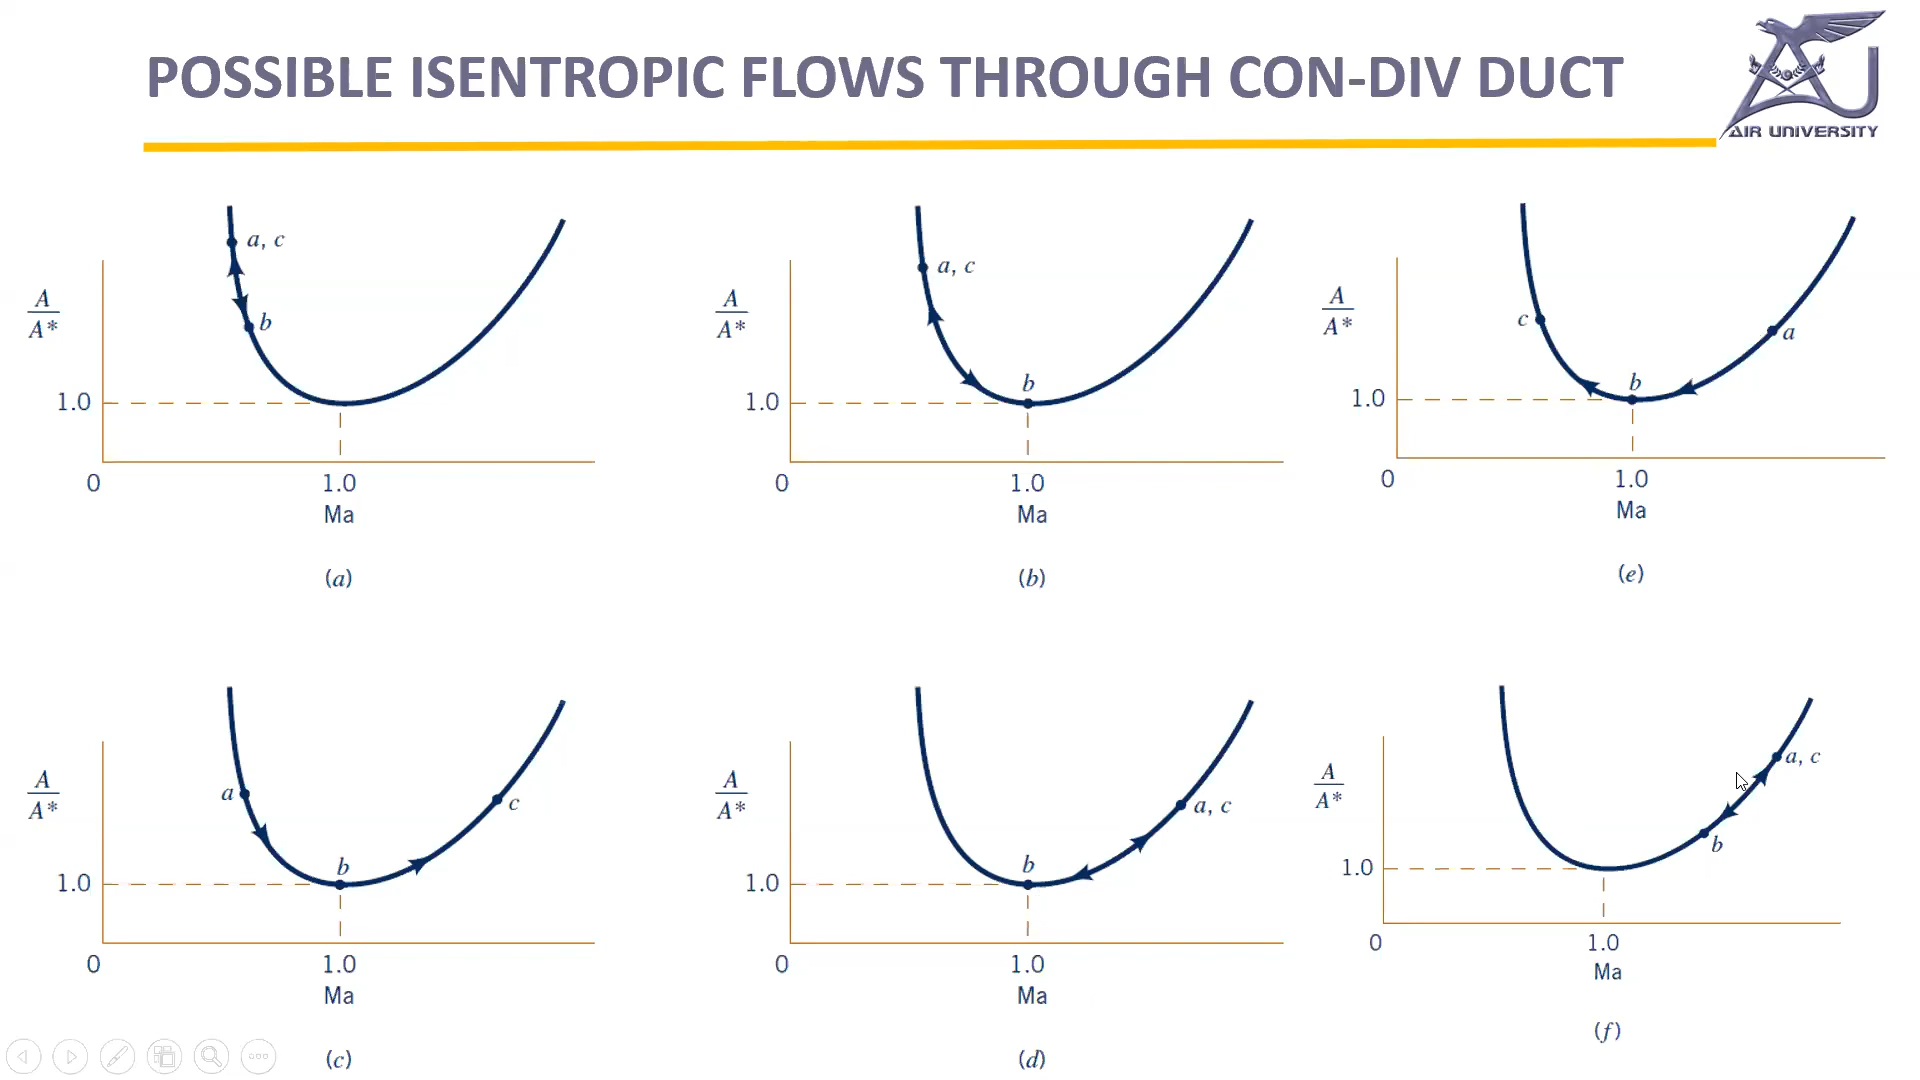 POSSIBLE ISENTROPIC FLOWS THROUGH CON-DIV DUCT
AIR UNIVERSITY
a, c
b
A
A*
1.0
0
1.0
Ma
(a)
a, c
b
A
A*
1.0
0
1.0
Ma
(b)
c
a
b
A
A*
1.0
0
1.0
Ma
(e)
a
c
b
A
A*
1.0
0
1.0
Ma
(c)
a, c
b
A
A*
1.0
0
1.0
Ma
(d)
a, c
b
A
A*
1.0
0
1.0
Ma
(f)